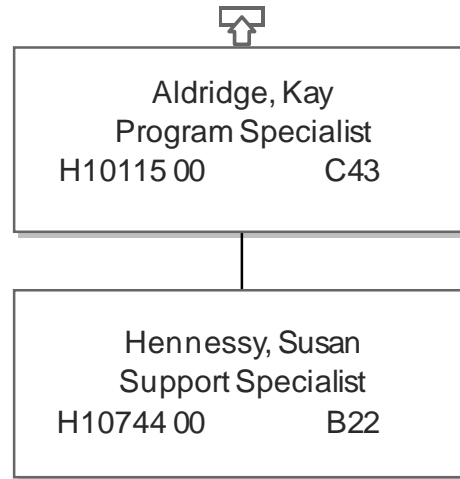 Aldridge, Kay
Program Specialist
H10115 00 C43
Hennessy, Susan
Support Specialist
H10744 00 B22